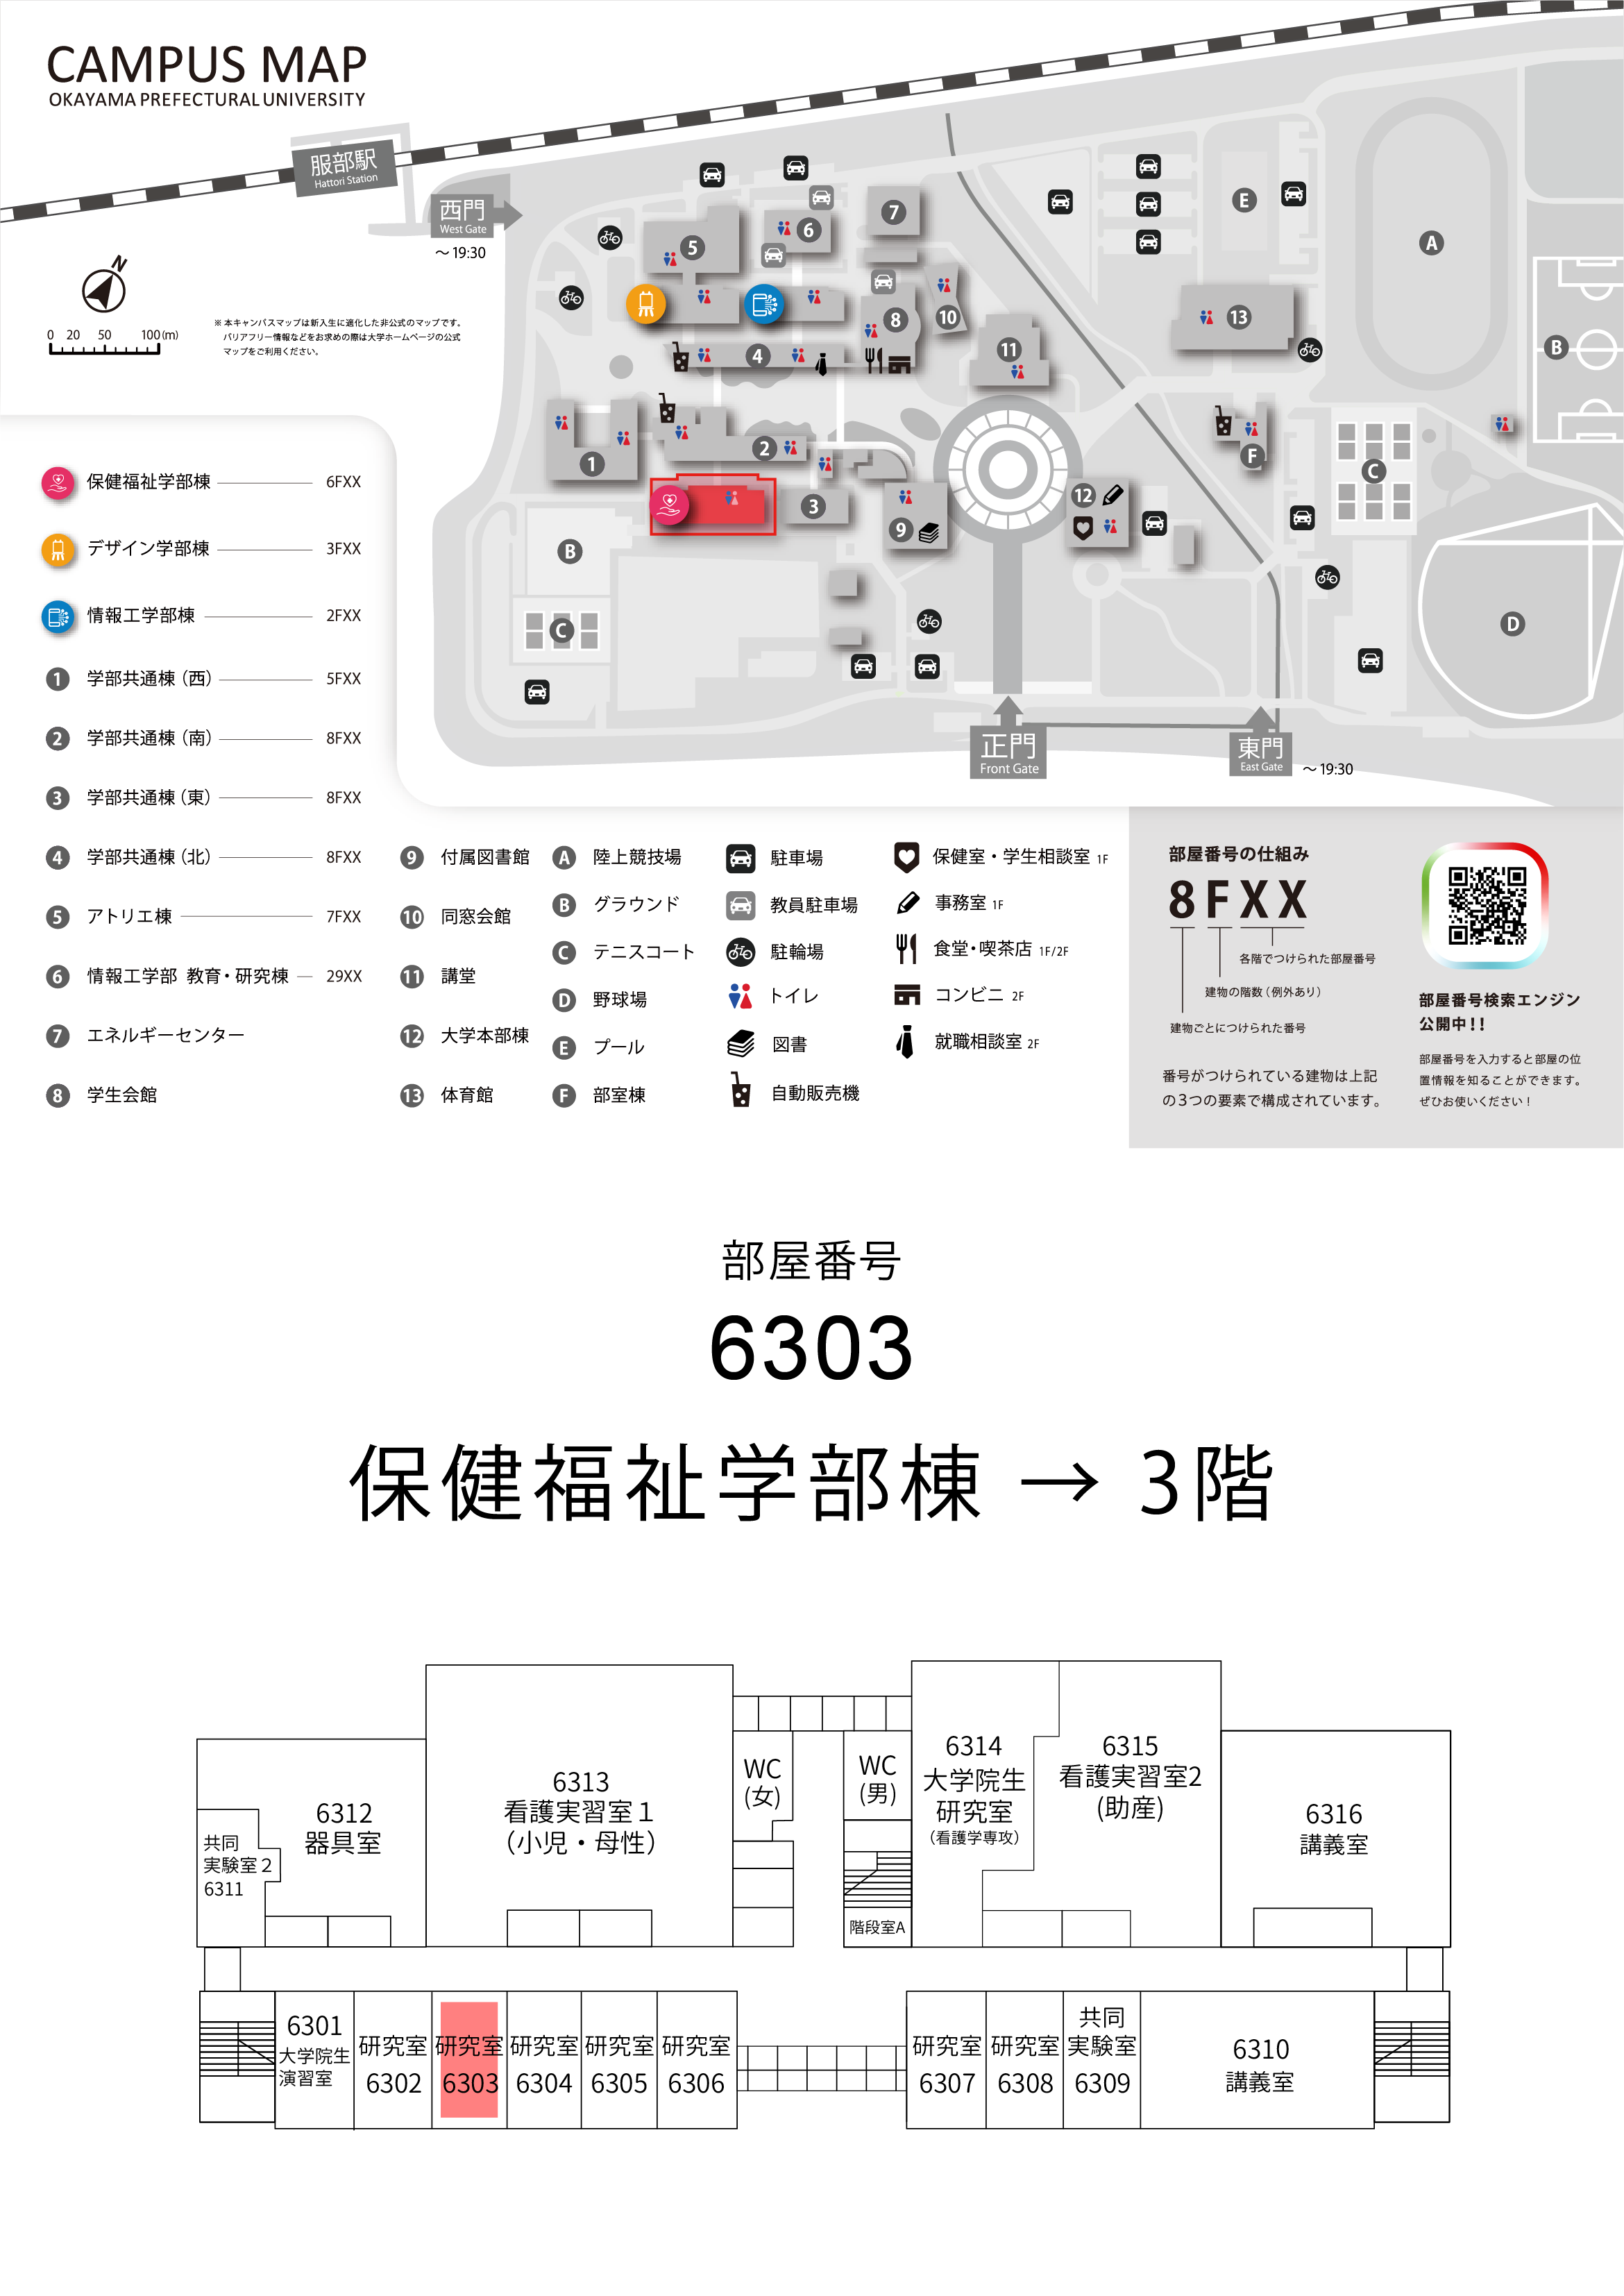 CAMPUS MAP
OKAYAMA PREFECTURAL UNIVERSITY
服部駅
Hattori Station
西門
West Gate
～19:30
N
0 20 50 100(m)
※ 本キャンパスマップは新入生に適化した非公式のマップです。
バリアフリー情報などをお求めの際は大学ホームページの公式
マップをご利用ください。
5
6
7
8
10
11
4
1
2
3
9
12
13
A
B
C
D
E
F
B
C
正門
Front Gate
東門
East Gate
～19:30
保健福祉学部棟 6FXX
デザイン学部棟 3FXX
情報工学部棟 2FXX
1 学部共通棟（西） 5FXX
2 学部共通棟（南） 8FXX
3 学部共通棟（東） 8FXX
4 学部共通棟（北） 8FXX
5 アトリエ棟 7FXX
6 情報工学部 教育・研究棟 29XX
7 エネルギーセンター
8 学生会館
9 付属図書館
10 同窓会館
11 講堂
12 大学本部棟
13 体育館
A 陸上競技場
B グラウンド
C テニスコート
D 野球場
E プール
F 部室棟
駐車場
教員駐車場
駐輪場
トイレ
図書
自動販売機
保健室・学生相談室 1F
事務室 1F
食堂・喫茶店 1F/2F
コンビニ 2F
就職相談室 2F
部屋番号の仕組み
8FXX
各階でつけられた部屋番号
建物の階数（例外あり）
建物ごとにつけられた番号
番号がつけられている建物は上記
の3つの要素で構成されています。
部屋番号検索エンジン
公開中！！
部屋番号を入力すると部屋の位
置情報を知ることができます。
ぜひお使いください！
部屋番号
6303
保健福祉学部棟 → 3階
6312
器具室
共同
実験室２
6311
6313
看護実習室１
（小児・母性）
WC
(女)
WC
(男)
階段室A
6314
大学院生
研究室
（看護学専攻）
6315
看護実習室2
(助産)
6316
講義室
6301
大学院生
演習室
研究室
6302
研究室
6303
研究室
6304
研究室
6305
研究室
6306
研究室
6307
研究室
6308
共同
実験室
6309
6310
講義室